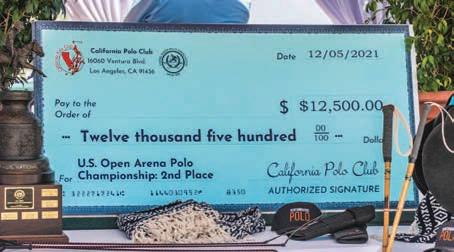 California Polo Club
16060 Ventura Blvd.
Los Angeles, CA 91436
Date 12/05/2021
Pay to the
Order of
$ $12,500.00
Twelve thousand five hundred 00/100 Dolla
U.S. Open Arena Polo
For Championship: 2nd Place
California Polo Club
AUTHORIZED SIGNATURE
POLO